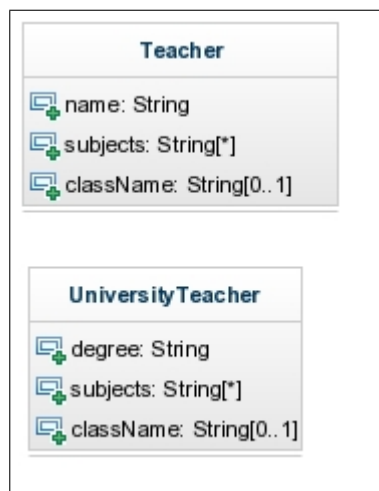 Teacher
name: String
subjects: String[*]
className: String[0..1]
UniversityTeacher
degree: String
subjects: String[*]
className: String[0..1]